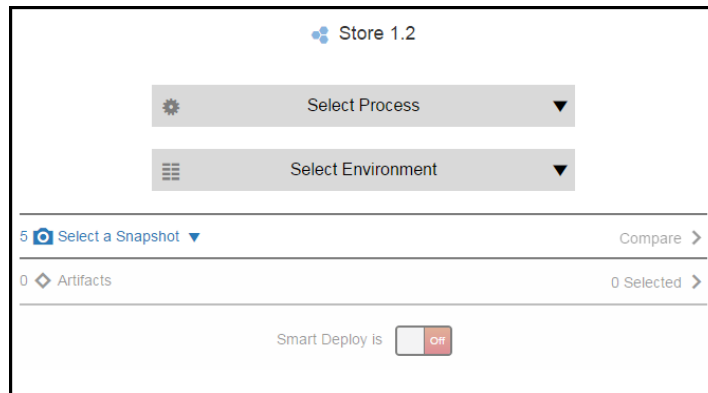 Store 1.2
Select Process
Select Environment
5 Select a Snapshot Compare
0 Artifacts 0 Selected
Smart Deploy is Off